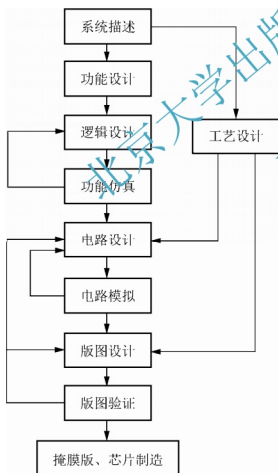 系统描述
功能设计
逻辑设计
工艺设计
功能仿真
电路设计
电路模拟
版图设计
版图验证
掩膜版、芯片制造
北京大学出版